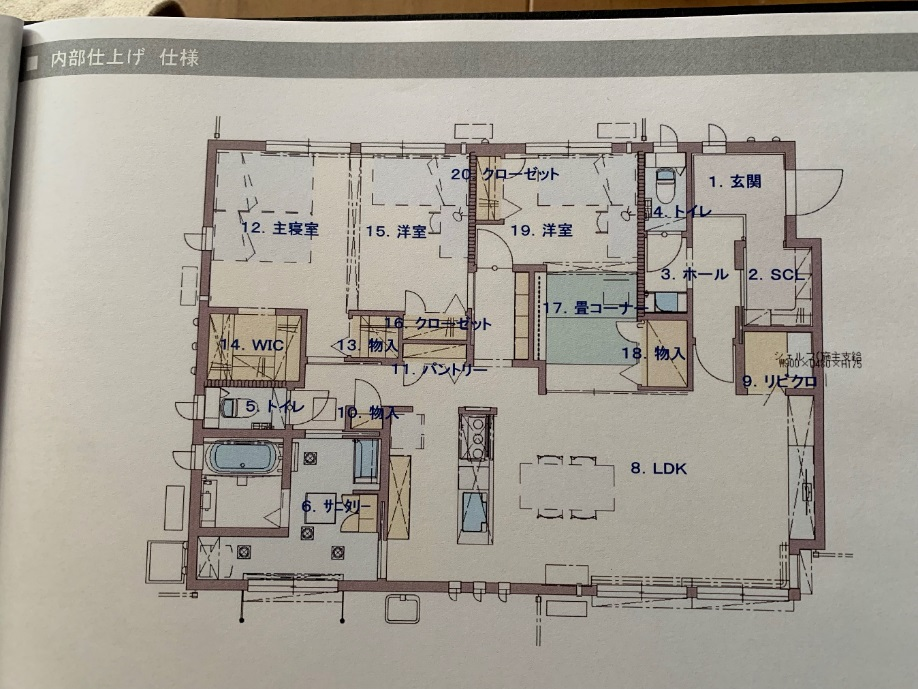 内部仕上げ 仕様
20. クローゼット
1. 玄関
4. トイレ
12. 主寝室
15. 洋室
19. 洋室
3. ホール
2. SCL
17. 畳コーナー
16. クローゼット
14. WIC
13. 物入
18. 物入
11. パントリー
9. リビクロ
5. トイレ
10. 物入
8. LDK
6. サニタリー